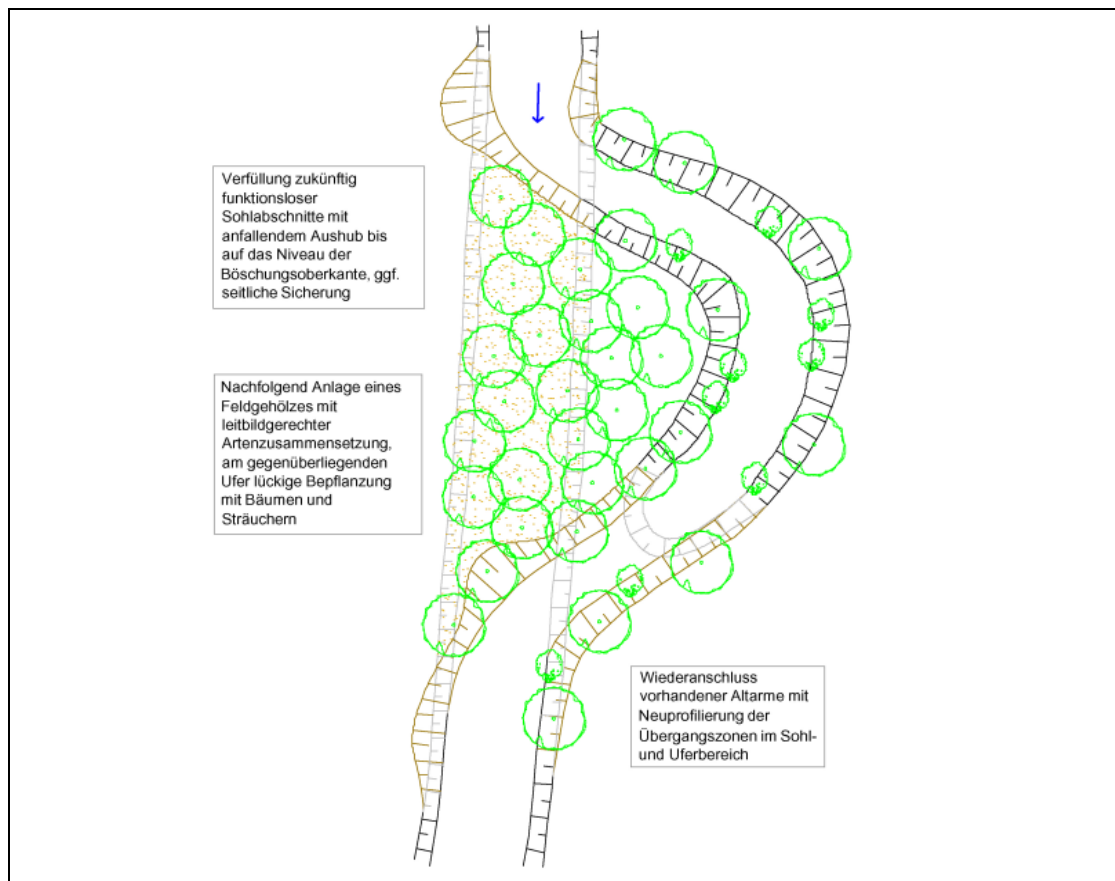 Verfüllung zukünftig
funktionsloser
Sohlabschnitte mit
anfallendem Aushub bis
auf das Niveau der
Böschungsoberkante, ggf.
seitliche Sicherung
Nachfolgend Anlage eines
Feldgehölzes mit
leitbildgerechter
Artenzusammensetzung,
am gegenüberliegenden
Ufer lückige Bepflanzung
mit Bäumen und
Sträuchern
Wiederanschluss
vorhandener Altarme mit
Neuprofilierung der
Übergangszonen im Sohl-
und Uferbereich